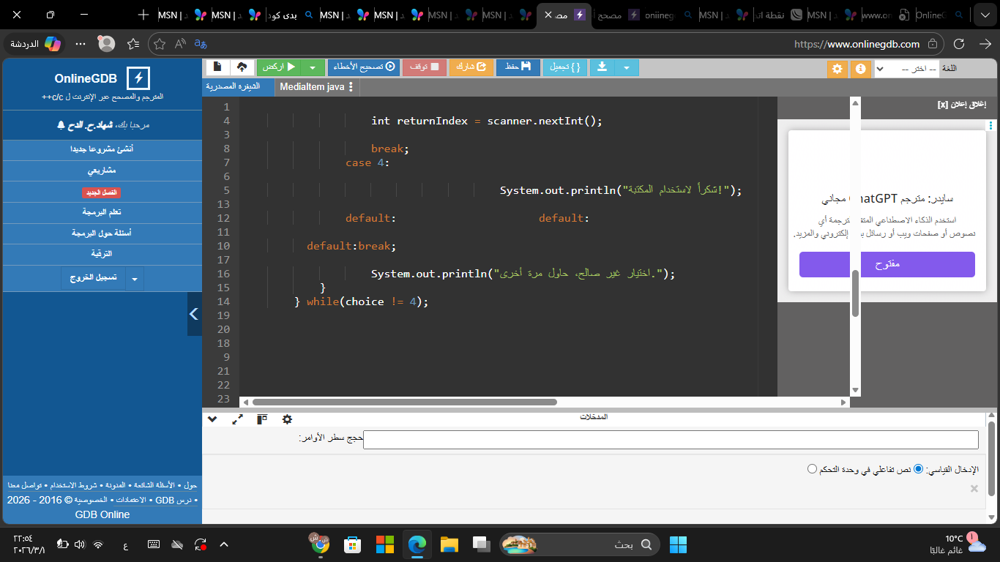 MSN | د
MSN | د
بدى كود
MSN | د
MSN | د
MSN | د
MSN | د
مصح
مصحح أ
oniinego
MSN | د
نقطة ات
MSN | د
www.on
OnlineG
الدردشة
https://www.onlinegdb.com
OnlineGDB
المترجم والمصحح عبر الإنترنت ل c/c++
مرحبا بك، شهاد.ح. الدح
أنشئ مشروعا جديدا
مشاريعي
الفصل الجديد
تعلم البرمجة
أسئلة حول البرمجة
الترقية
تسجيل الخروج
اركض
تصحيح الأخطاء
توقف
شارك
حفظ
{ } تجميل
اللغة
-- اختر --
الشيفرة المصدرية
MediaItem java
1
4 int returnIndex = scanner.nextInt();
3
8 break;
7 case 4:
6
5 System.out.println("شكراً لاستخدام المكتبة!");
13
12 default: default:
11
10 default:break;
17
16 System.out.println("اختيار غير صالح، حاول مرة أخرى.");
15 }
14 } while(choice != 4);
19
20
18
9
21
22
23
إغلاق إعلان [x]
سايدر: مترجم ChatGPT مجاني
استخدم الذكاء الاصطناعي المتق لترجمة أي
نصوص أو صفحات ويب أو رسائل بر إلكتروني والمزيد.
مفتوح
المدخلات
حجج سطر الأوامر:
الإدخال القياسي: نص تفاعلي في وحدة التحكم
حول • الأسئلة الشائعة • المدونة • شروط الاستخدام • تواصل معنا
• درس GDB • الاعتمادات • الخصوصية © 2016 - 2026
GDB Online
٢٢:٥٤
٢٠٢٦/٣/١
ع
بحث
10°C
غائم غالبًا
1